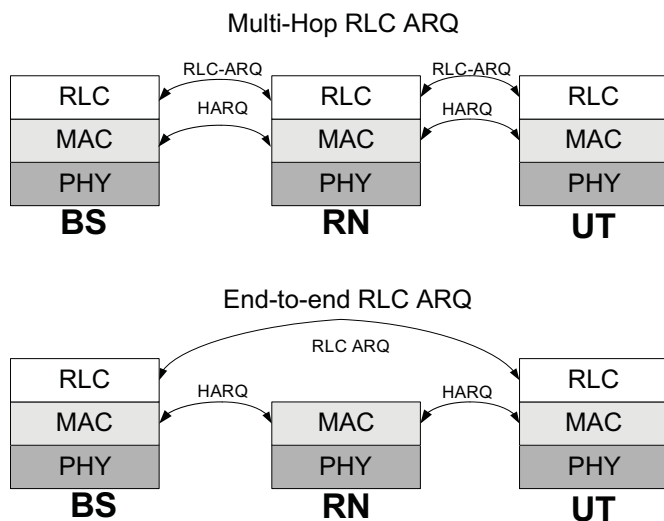 Multi-Hop RLC ARQ
RLC-ARQ RLC-ARQ
RLC RLC RLC
HARQ HARQ
MAC MAC MAC
PHY PHY PHY
BS RN UT
End-to-end RLC ARQ
RLC ARQ
RLC RLC
HARQ HARQ
MAC MAC MAC
PHY PHY PHY
BS RN UT